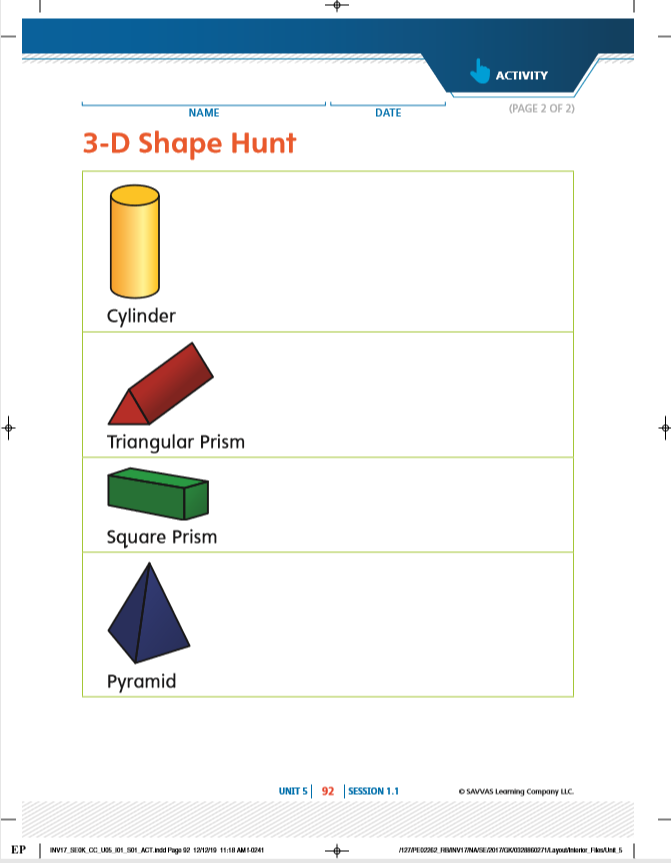 ACTIVITY
NAME DATE (PAGE 2 OF 2)
3-D Shape Hunt
Cylinder
Triangular Prism
Square Prism
Pyramid
UNIT 5 92 SESSION 1.1 © SAVVAS Learning Company LLC.
EP INV17_SE0K_CC_U05_I01_S01_ACT.indd Page 92 12/12/19 11:18 AM f-0241 /127/PE02262_RB/INV17/NA/SE/2017/GK/0328860271/Layout/Interior_Files/Unit_5